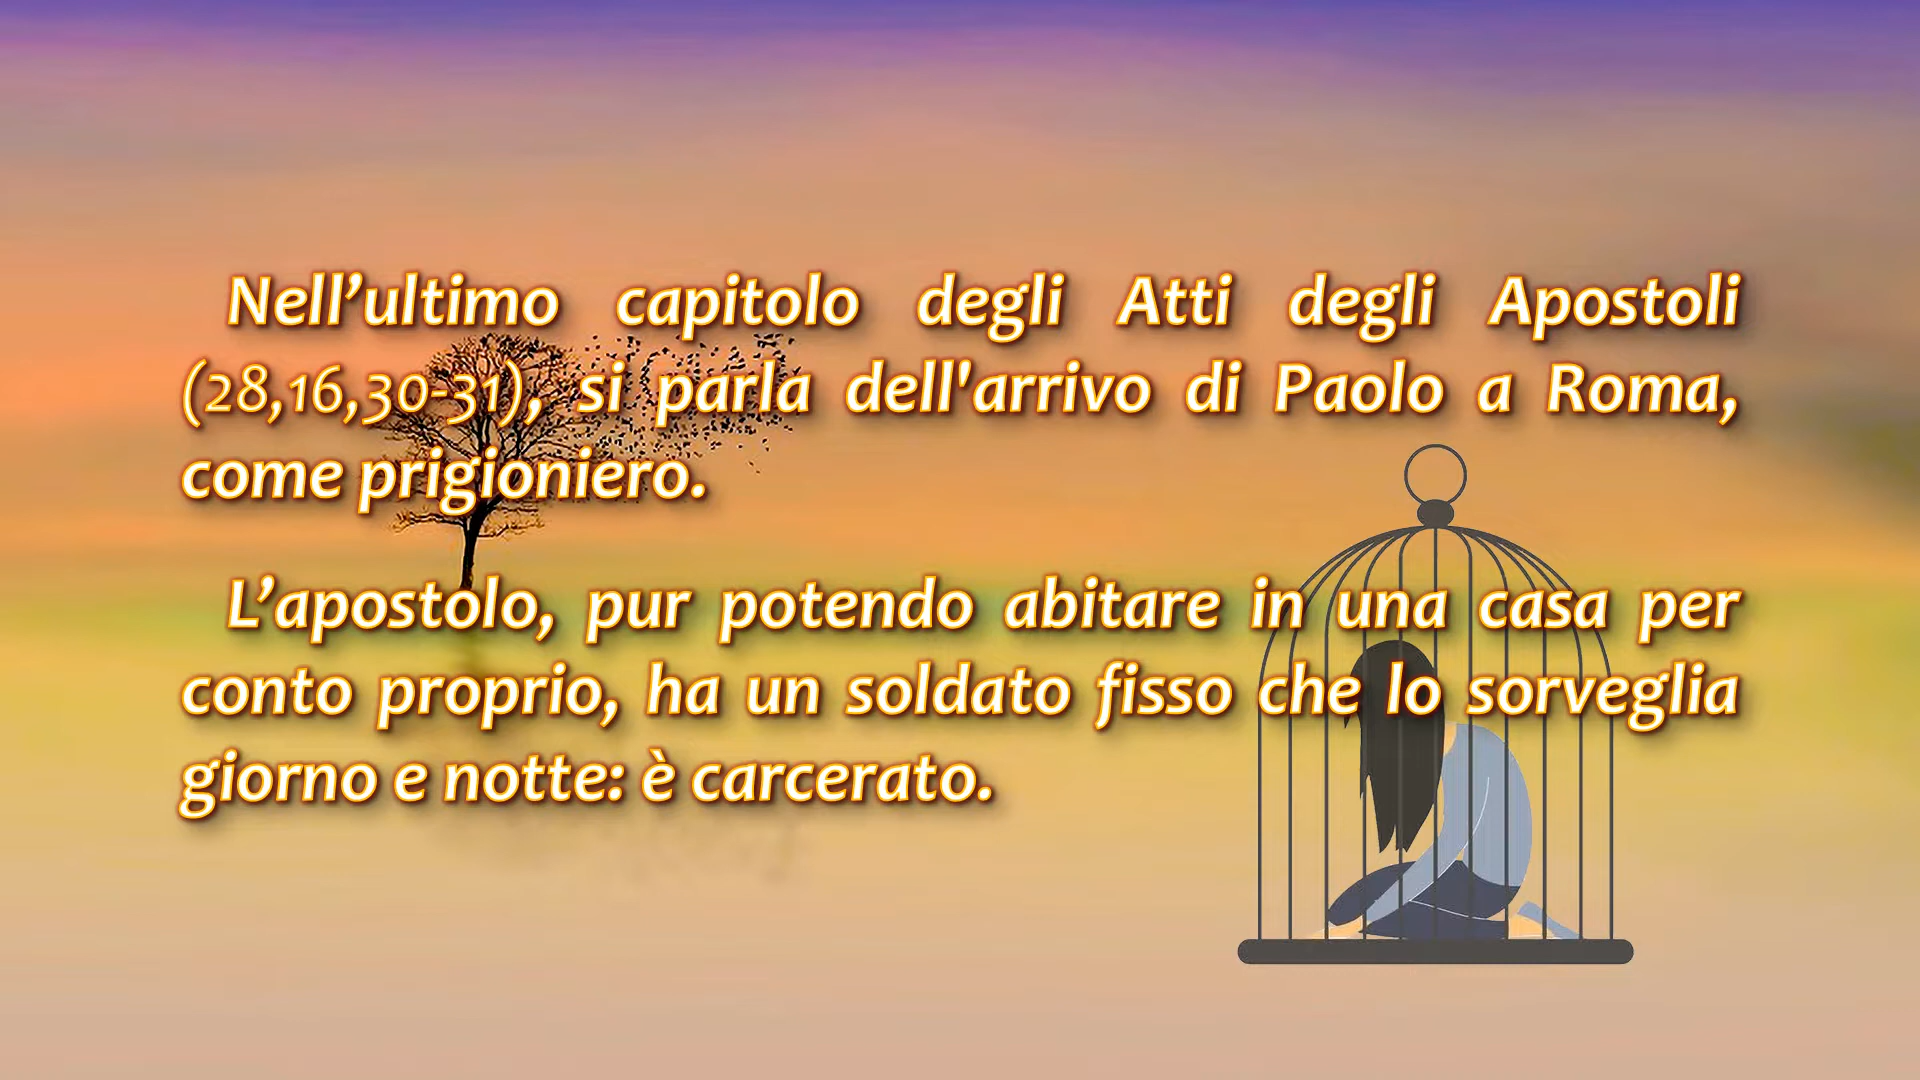 Nell’ultimo capitolo degli Atti degli Apostoli
(28,16,30-31), si parla dell'arrivo di Paolo a Roma,
come prigioniero.
L’apostolo, pur potendo abitare in una casa per
conto proprio, ha un soldato fisso che lo sorveglia
giorno e notte: è carcerato.